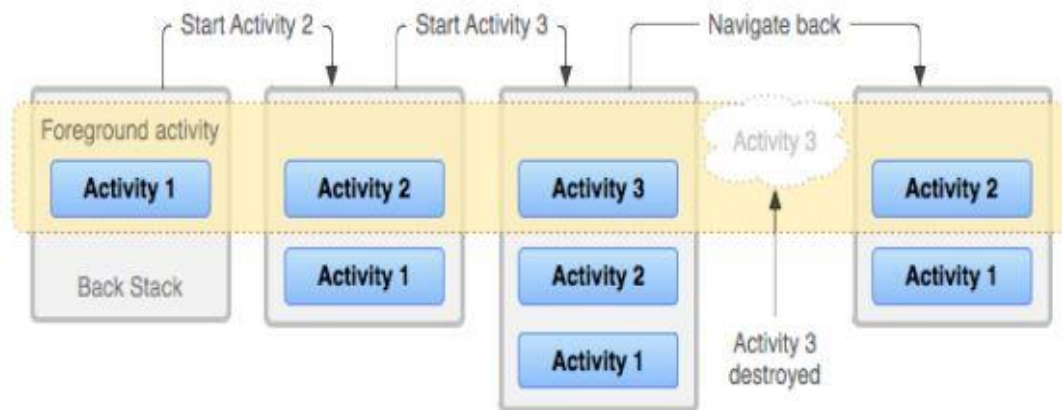 Start Activity 2
Start Activity 3
Navigate back
Foreground activity
Activity 1
Back Stack
Activity 2
Activity 1
Activity 3
Activity 2
Activity 1
Activity 3
Activity 3
destroyed
Activity 2
Activity 1